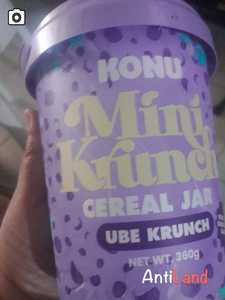 KONU
Mini
Krunch
CEREAL JAR
UBE KRUNCH
NET WT. 360g
AntiLand